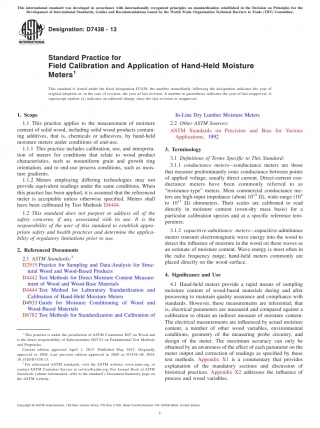 This international standard was developed in accordance with internationally recognized principles on standardization established in the Decision on Principles for the
Development of International Standards, Guides and Recommendations issued by the World Trade Organization Technical Barriers to Trade (TBT) Committee.
Designation: D7438 − 13
Standard Practice for
Field Calibration and Application of Hand-Held Moisture
Meters1
This standard is issued under the fixed designation D7438; the number immediately following the designation indicates the year of
original adoption or, in the case of revision, the year of last revision. A number in parentheses indicates the year of last reapproval. A
superscript epsilon (ε) indicates an editorial change since the last revision or reapproval.
1. Scope
1.1 This practice applies to the measurement of moisture
content of solid wood, including solid wood products contain-
ing additives, that is, chemicals or adhesives, by hand-held
moisture meters under conditions of end-use.
1.1.1 This practice includes calibration, use, and interpreta-
tion of meters for conditions that relate to wood product
characteristics, such as nonuniform grain and growth ring
orientation, and to end-use process conditions, such as mois-
ture gradients.
1.1.2 Meters employing differing technologies may not
provide equivalent readings under the same conditions. When
this practice has been applied, it is assumed that the referenced
meter is acceptable unless otherwise specified. Meters shall
have been calibrated by Test Methods D4444.
1.2 This standard does not purport to address all of the
safety concerns, if any, associated with its use. It is the
responsibility of the user of this standard to establish appro-
priate safety and health practices and determine the applica-
bility of regulatory limitations prior to use.
2. Referenced Documents
2.1 ASTM Standards:2
D2915 Practice for Sampling and Data-Analysis for Struc-
tural Wood and Wood-Based Products
D4442 Test Methods for Direct Moisture Content Measure-
ment of Wood and Wood-Based Materials
D4444 Test Method for Laboratory Standardization and
Calibration of Hand-Held Moisture Meters
D4933 Guide for Moisture Conditioning of Wood and
Wood-Based Materials
D6782 Test Methods for Standardization and Calibration of
1 This practice is under the jurisdiction of ASTM Committee D07 on Wood and
is the direct responsibility of Subcommittee D07.01 on Fundamental Test Methods
and Properties.
Current edition approved April 1, 2013. Published May 2013. Originally
approved in 2008. Last previous edition approved in 2008 as D7438–08. DOI:
10.1520/D7438-13.
2 For referenced ASTM standards, visit the ASTM website, www.astm.org, or
contact ASTM Customer Service at service@astm.org. For Annual Book of ASTM
Standards volume information, refer to the standard's Document Summary page on
the ASTM website.
In-Line Dry Lumber Moisture Meters
2.2 Other ASTM Sources:
ASTM Standards on Precision and Bias for Various
Applications, 1992
3. Terminology
3.1 Definitions of Terms Specific to This Standard:
3.1.1 conductance meters—conductance meters are those
that measure predominantly ionic conductance between points
of applied voltage, usually direct current. Direct-current con-
ductance meters have been commonly referred to as
"resistance-type" meters. Most commercial conductance me-
ters are high-input impedance (about 10¹² Ω), wide-range (10⁴
to 10¹² Ω) ohmmeters. Their scales are calibrated to read
directly in moisture content (oven-dry mass basis) for a
particular calibration species and at a specific reference tem-
perature.
3.1.2 capacitive-admittance meters—capacitive-admittance
meters transmit electromagnetic wave energy into the wood to
detect the influence of moisture in the wood on these waves as
an estimate of moisture content. Wave energy is most often in
the radio frequency range; hand-held meters commonly are
placed directly on the wood surface.
4. Significance and Use
4.1 Hand-held meters provide a rapid means of sampling
moisture content of wood-based materials during and after
processing to maintain quality assurance and compliance with
standards. However, these measurements are inferential; that
is, electrical parameters are measured and compared against a
calibration to obtain an indirect measure of moisture content.
The electrical measurements are influenced by actual moisture
content, a number of other wood variables, environmental
conditions, geometry of the measuring probe circuitry, and
design of the meter. The maximum accuracy can only be
obtained by an awareness of the effect of each parameter on the
meter output and correction of readings as specified by these
test methods. Appendix X1 is a commentary that provides
explanation of the mandatory sections and discussion of
historical practices. Appendix X2 addresses the influence of
process and wood variables.
Copyright © ASTM International, 100 Barr Harbor Drive, PO Box C700, West Conshohocken, PA 19428-2959. United States
1